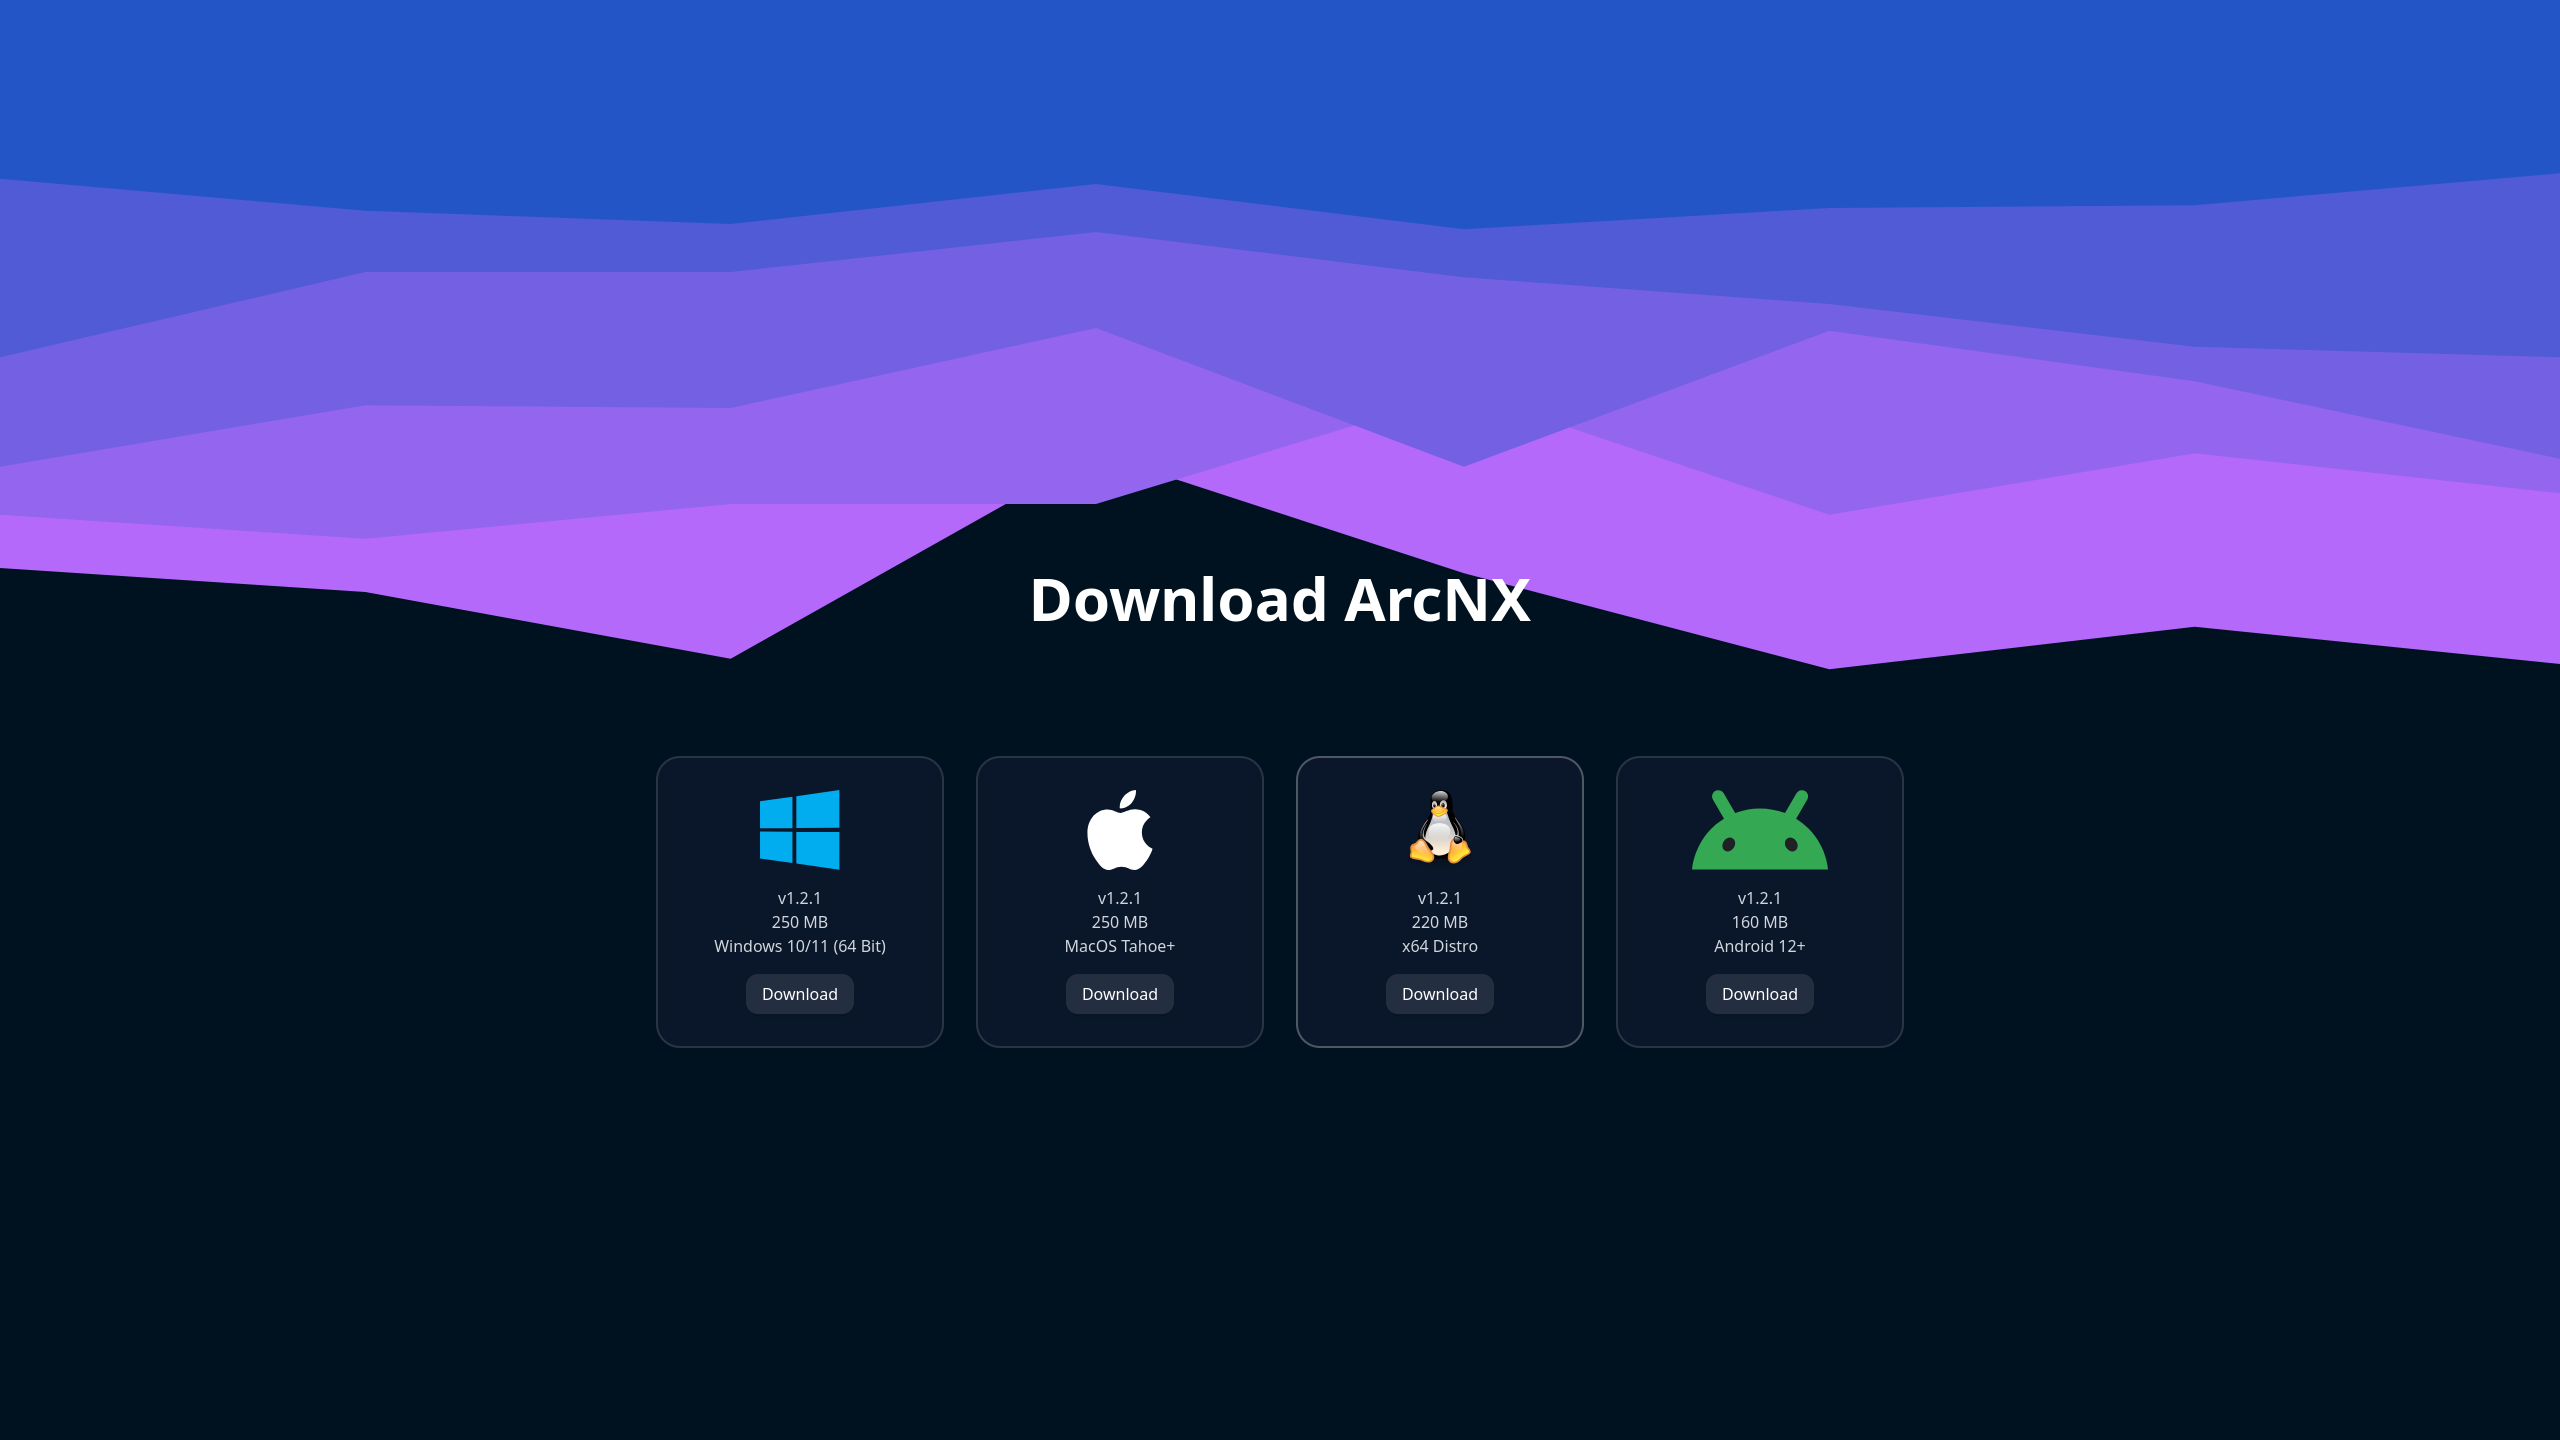 Download ArcNX
v1.2.1
250 MB
Windows 10/11 (64 Bit)
Download
v1.2.1
250 MB
MacOS Tahoe+
Download
v1.2.1
220 MB
x64 Distro
Download
v1.2.1
160 MB
Android 12+
Download